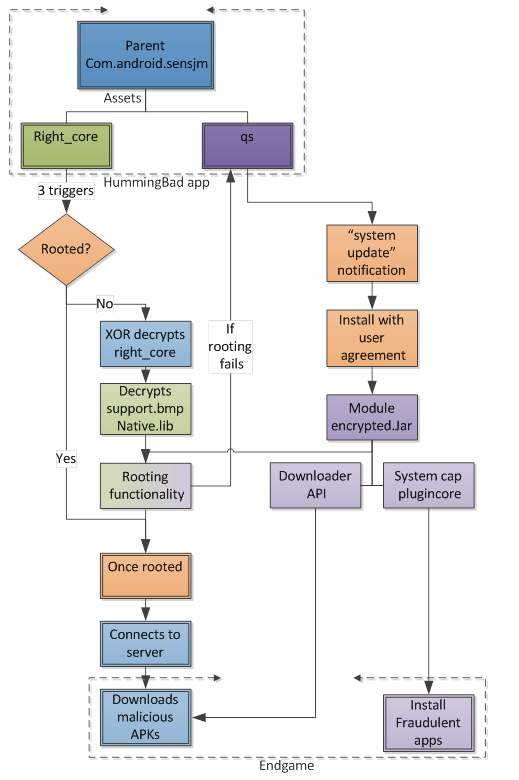 Parent
Com.android.sensjm
Assets
Right_core
qs
3 triggers
HummingBad app
Rooted?
"system
update"
notification
No
XOR decrypts
right_core
If
rooting
fails
Install with
user
agreement
Decrypts
support.bmp
Native.lib
Module
encrypted.Jar
Yes
Rooting
functionality
Downloader
API
System cap
plugincore
Once rooted
Connects to
server
Downloads
malicious
APKs
Install
Fraudulent
apps
Endgame